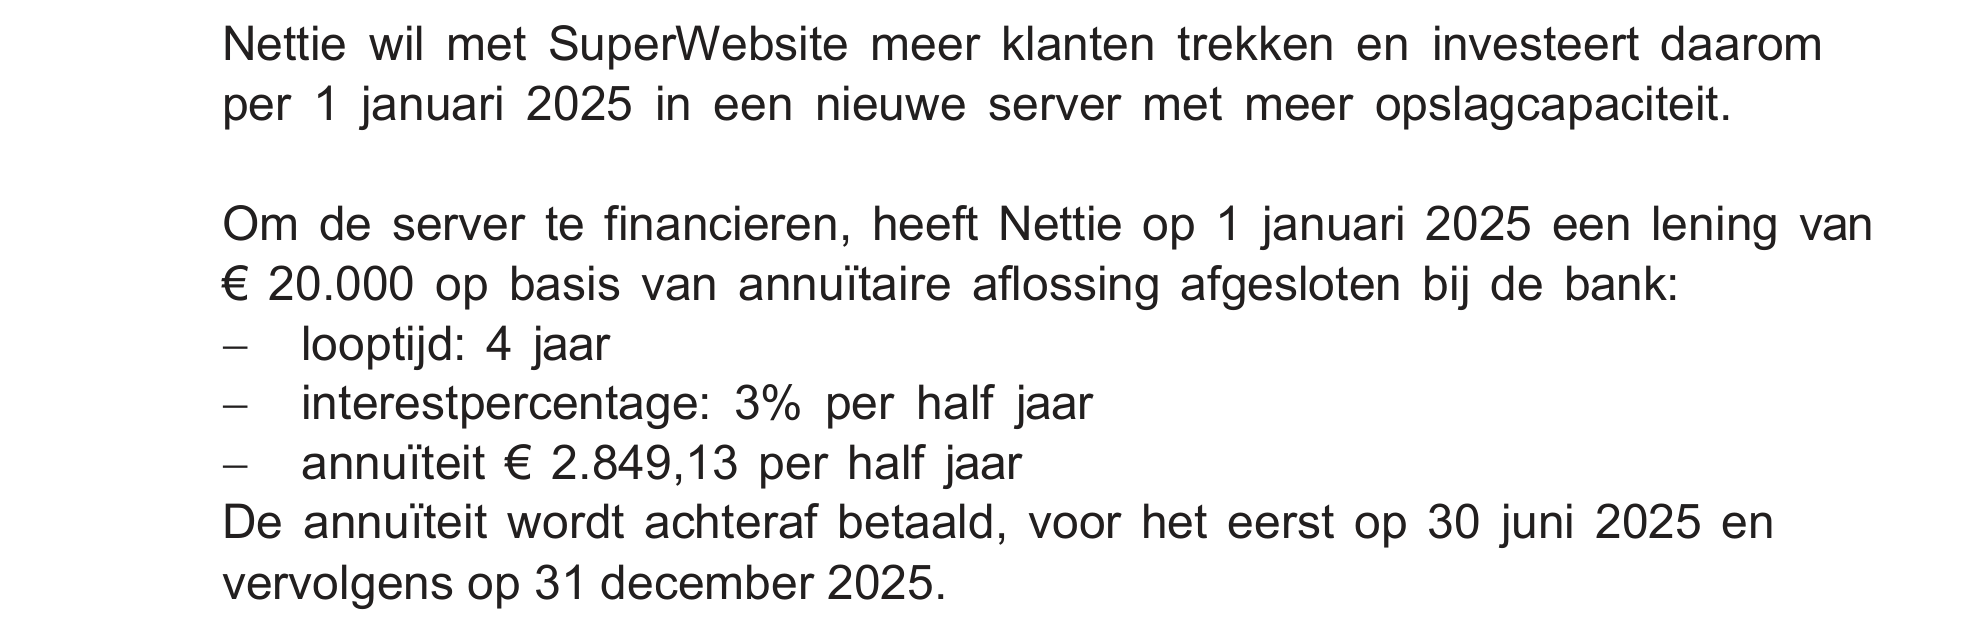 Nettie wil met SuperWebsite meer klanten trekken en investeert daarom
per 1 januari 2025 in een nieuwe server met meer opslagcapaciteit.
Om de server te financieren, heeft Nettie op 1 januari 2025 een lening van
€ 20.000 op basis van annuïtaire aflossing afgesloten bij de bank:
– looptijd: 4 jaar
– interestpercentage: 3% per half jaar
– annuïteit € 2.849,13 per half jaar
De annuïteit wordt achteraf betaald, voor het eerst op 30 juni 2025 en
vervolgens op 31 december 2025.